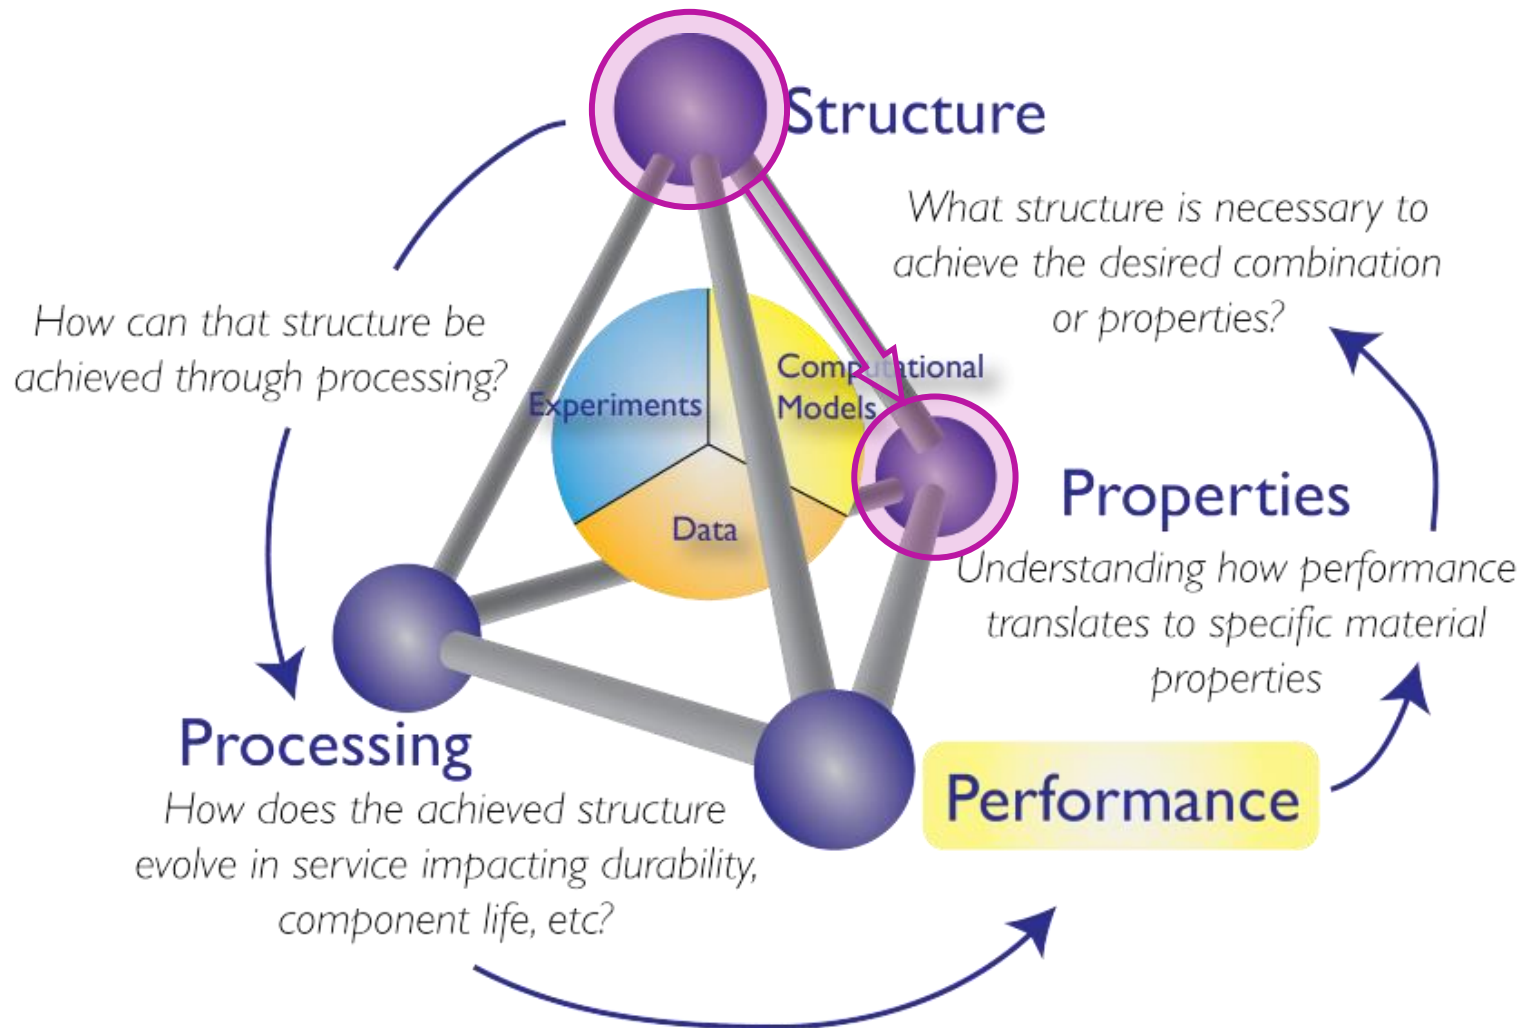 Structure
What structure is necessary to
achieve the desired combination
or properties?
How can that structure be
achieved through processing?
Computational
Models
Experiments
Data
Properties
Understanding how performance
translates to specific material
properties
Processing
How does the achieved structure
evolve in service impacting durability,
component life, etc?
Performance